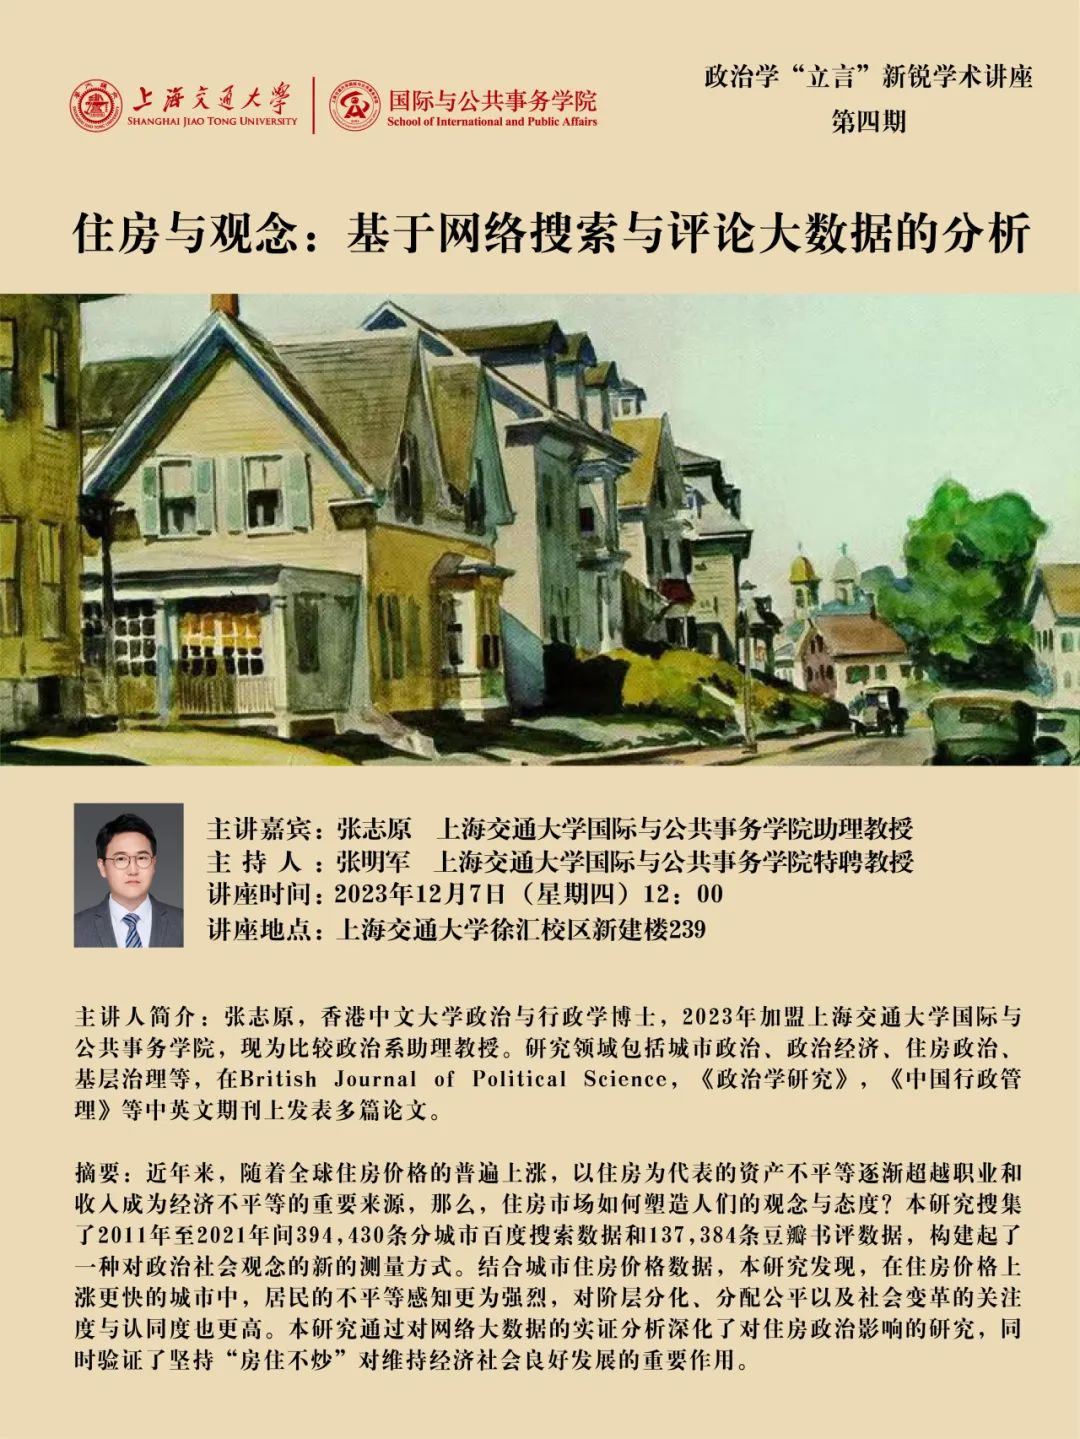 上海交通大学
SHANGHAI JIAO TONG UNIVERSITY
国际与公共事务学院
School of International and Public Affairs
政治学“立言”新锐学术讲座
第四期
住房与观念：基于网络搜索与评论大数据的分析
主讲嘉宾：张志原　上海交通大学国际与公共事务学院助理教授
主 持 人 ：张明军　上海交通大学国际与公共事务学院特聘教授
讲座时间：2023年12月7日（星期四）12：00
讲座地点：上海交通大学徐汇校区新建楼239
主讲人简介：张志原，香港中文大学政治与行政学博士，2023年加盟上海交通大学国际与
公共事务学院，现为比较政治系助理教授。研究领域包括城市政治、政治经济、住房政治、
基层治理等，在British Journal of Political Science，《政治学研究》，《中国行政管
理》等中英文期刊上发表多篇论文。
摘要：近年来，随着全球住房价格的普遍上涨，以住房为代表的资产不平等逐渐超越职业和
收入成为经济不平等的重要来源，那么，住房市场如何塑造人们的观念与态度？本研究搜集
了2011年至2021年间394,430条分城市百度搜索数据和137,384条豆瓣书评数据，构建起了
一种对政治社会观念的新的测量方式。结合城市住房价格数据，本研究发现，在住房价格上
涨更快的城市中，居民的不平等感知更为强烈，对阶层分化、分配公平以及社会变革的关注
度与认同度也更高。本研究通过对网络大数据的实证分析深化了对住房政治影响的研究，同
时验证了坚持“房住不炒”对维持经济社会良好发展的重要作用。